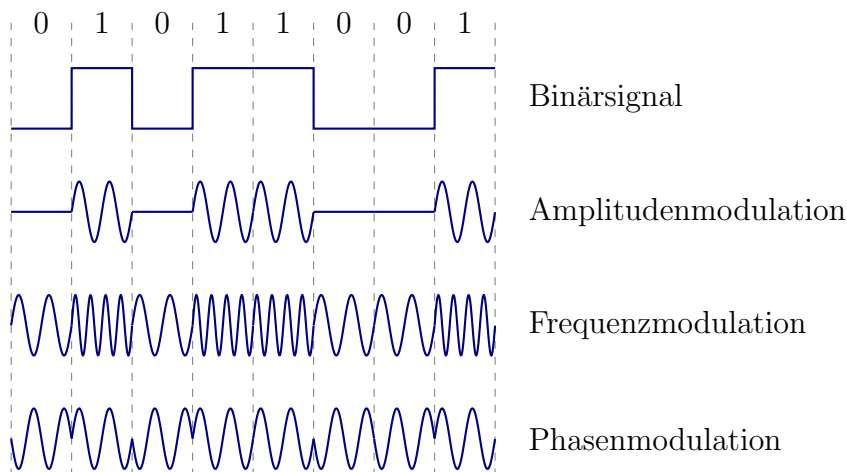 0 1 0 1 1 0 0 1
Binärsignal
Amplitudenmodulation
Frequenzmodulation
Phasenmodulation